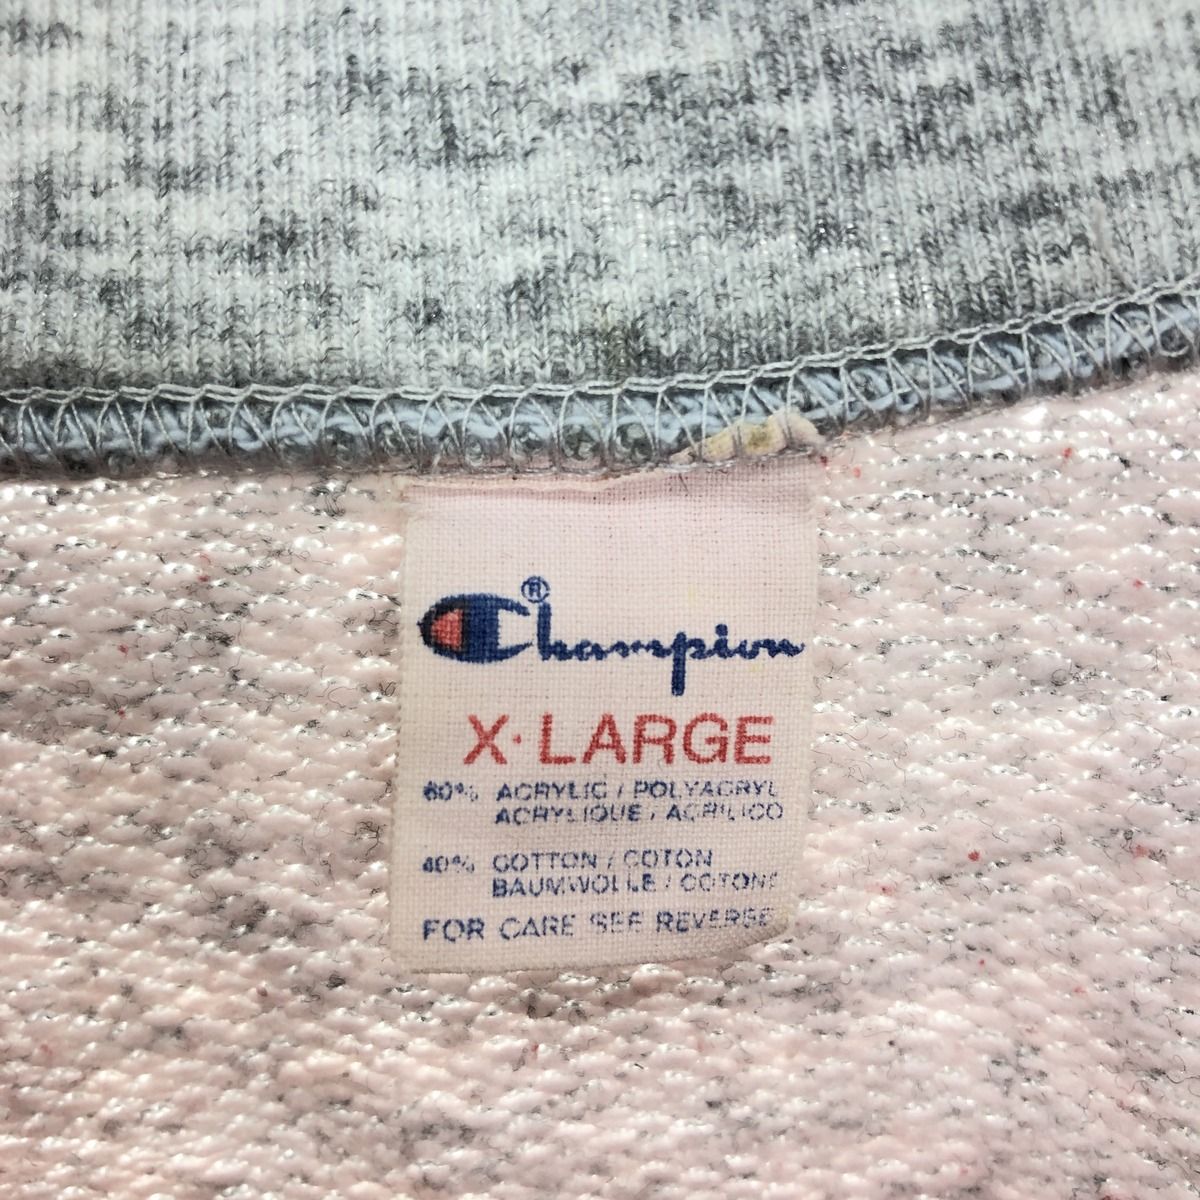 Champion®
X-LARGE
60% ACRYLIC / POLYACRYL
ACRYLIQUE / ACRILICO
40% COTTON / COTON
BAUMWOLLE / COTONE
FOR CARE SEE REVERSE